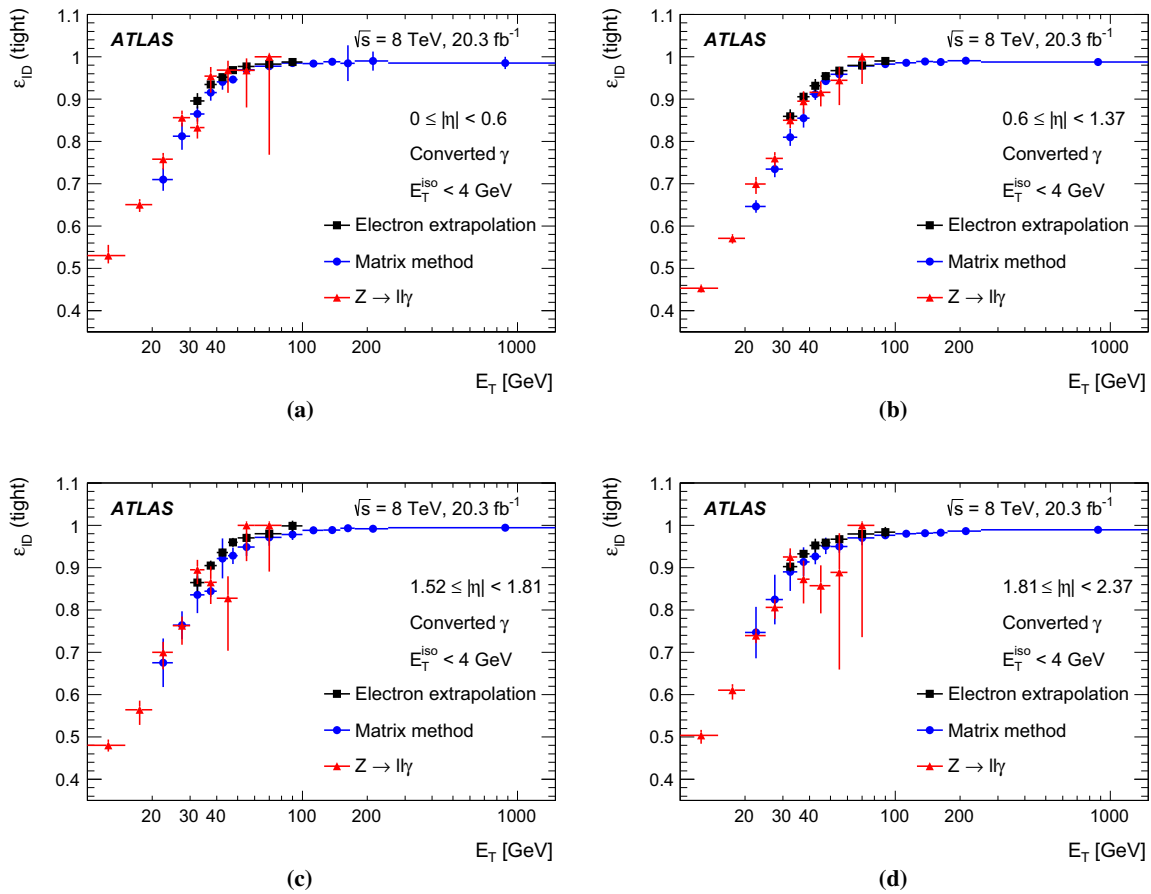 ε_ID (tight)
1.1
1
0.9
0.8
0.7
0.6
0.5
0.4
ATLAS
√s = 8 TeV, 20.3 fb⁻¹
0 ≤ |η| < 0.6
Converted γ
E_T^iso < 4 GeV
Electron extrapolation
Matrix method
Z → llγ
20 30 40 100 200 1000
E_T [GeV]
(a)
ε_ID (tight)
1.1
1
0.9
0.8
0.7
0.6
0.5
0.4
ATLAS
√s = 8 TeV, 20.3 fb⁻¹
0.6 ≤ |η| < 1.37
Converted γ
E_T^iso < 4 GeV
Electron extrapolation
Matrix method
Z → llγ
20 30 40 100 200 1000
E_T [GeV]
(b)
ε_ID (tight)
1.1
1
0.9
0.8
0.7
0.6
0.5
0.4
ATLAS
√s = 8 TeV, 20.3 fb⁻¹
1.52 ≤ |η| < 1.81
Converted γ
E_T^iso < 4 GeV
Electron extrapolation
Matrix method
Z → llγ
20 30 40 100 200 1000
E_T [GeV]
(c)
ε_ID (tight)
1.1
1
0.9
0.8
0.7
0.6
0.5
0.4
ATLAS
√s = 8 TeV, 20.3 fb⁻¹
1.81 ≤ |η| < 2.37
Converted γ
E_T^iso < 4 GeV
Electron extrapolation
Matrix method
Z → llγ
20 30 40 100 200 1000
E_T [GeV]
(d)